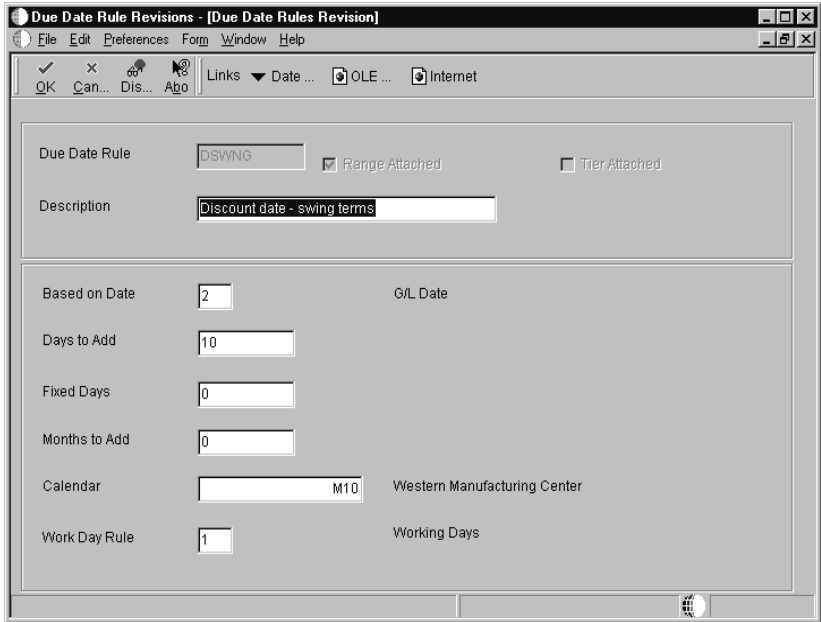 Due Date Rule Revisions - [Due Date Rules Revision]
File Edit Preferences Form Window Help
OK Can... Dis... Abo Links Date ... OLE ... Internet
Due Date Rule DSWNG Range Attached Tier Attached
Description Discount date - swing terms
Based on Date 2 G/L Date
Days to Add 10
Fixed Days 0
Months to Add 0
Calendar M10 Western Manufacturing Center
Work Day Rule 1 Working Days